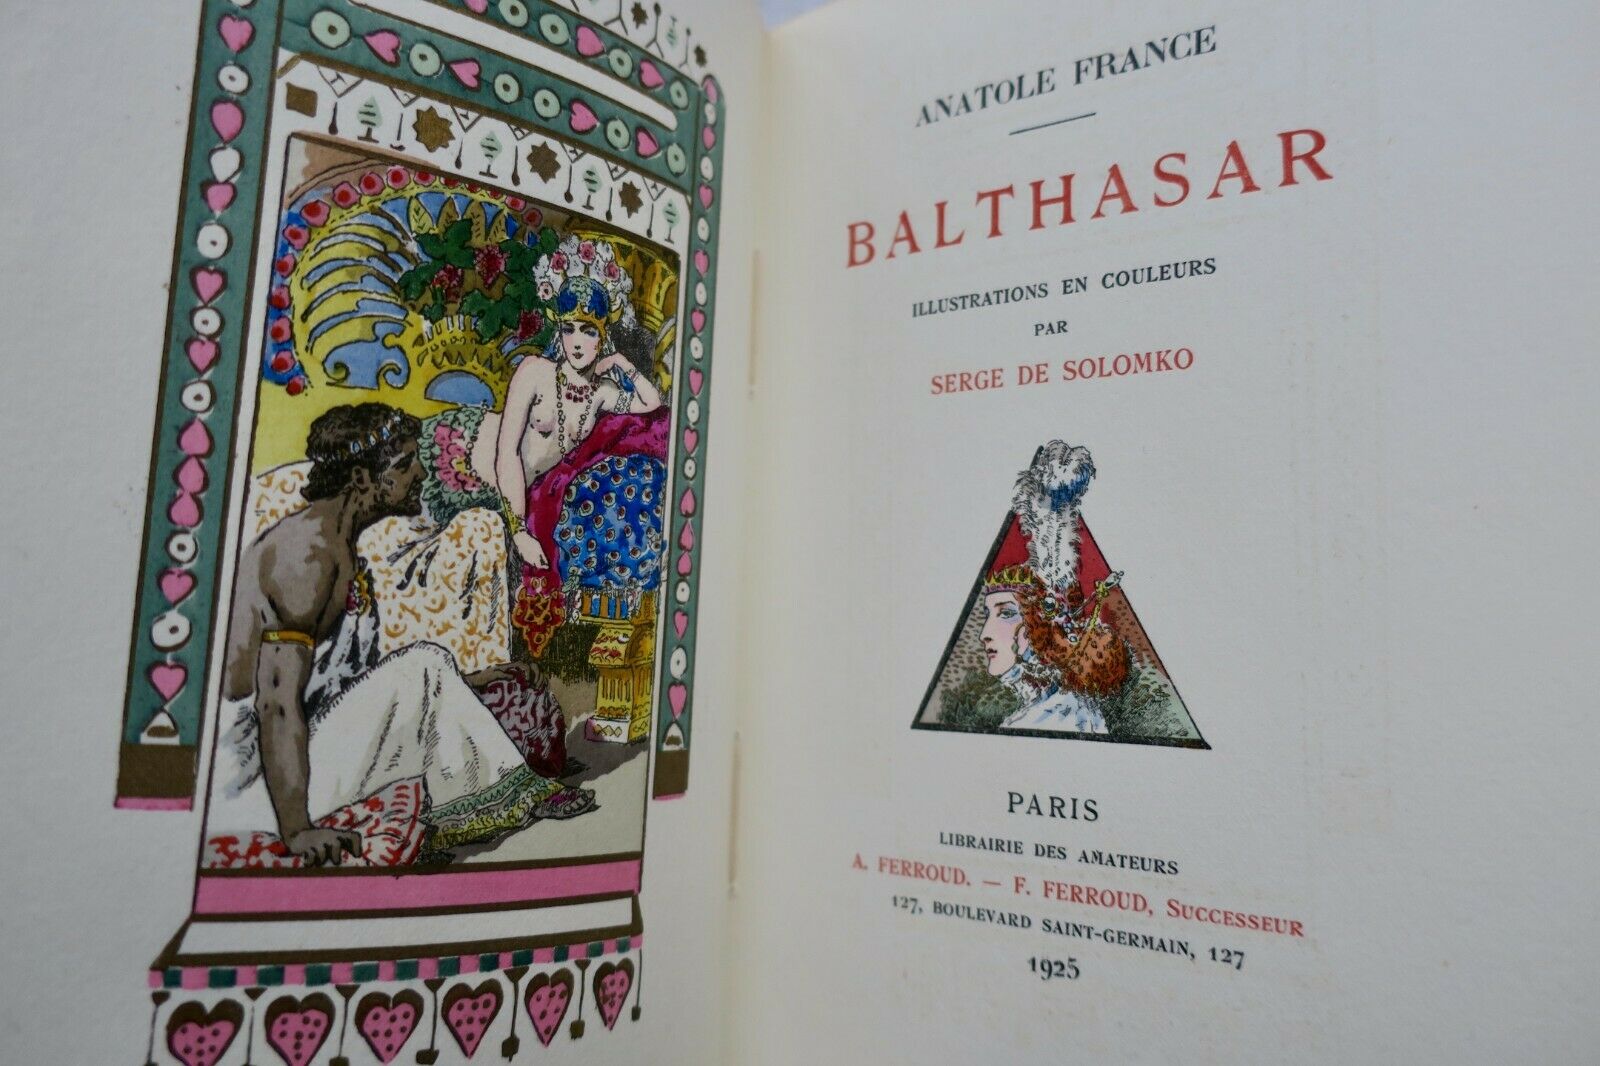 ANATOLE FRANCE
BALTHASAR
ILLUSTRATIONS EN COULEURS
PAR
SERGE DE SOLOMKO
PARIS
LIBRAIRIE DES AMATEURS
A. FERROUD. — F. FERROUD, SUCCESSEUR
127, BOULEVARD SAINT-GERMAIN, 127
1925